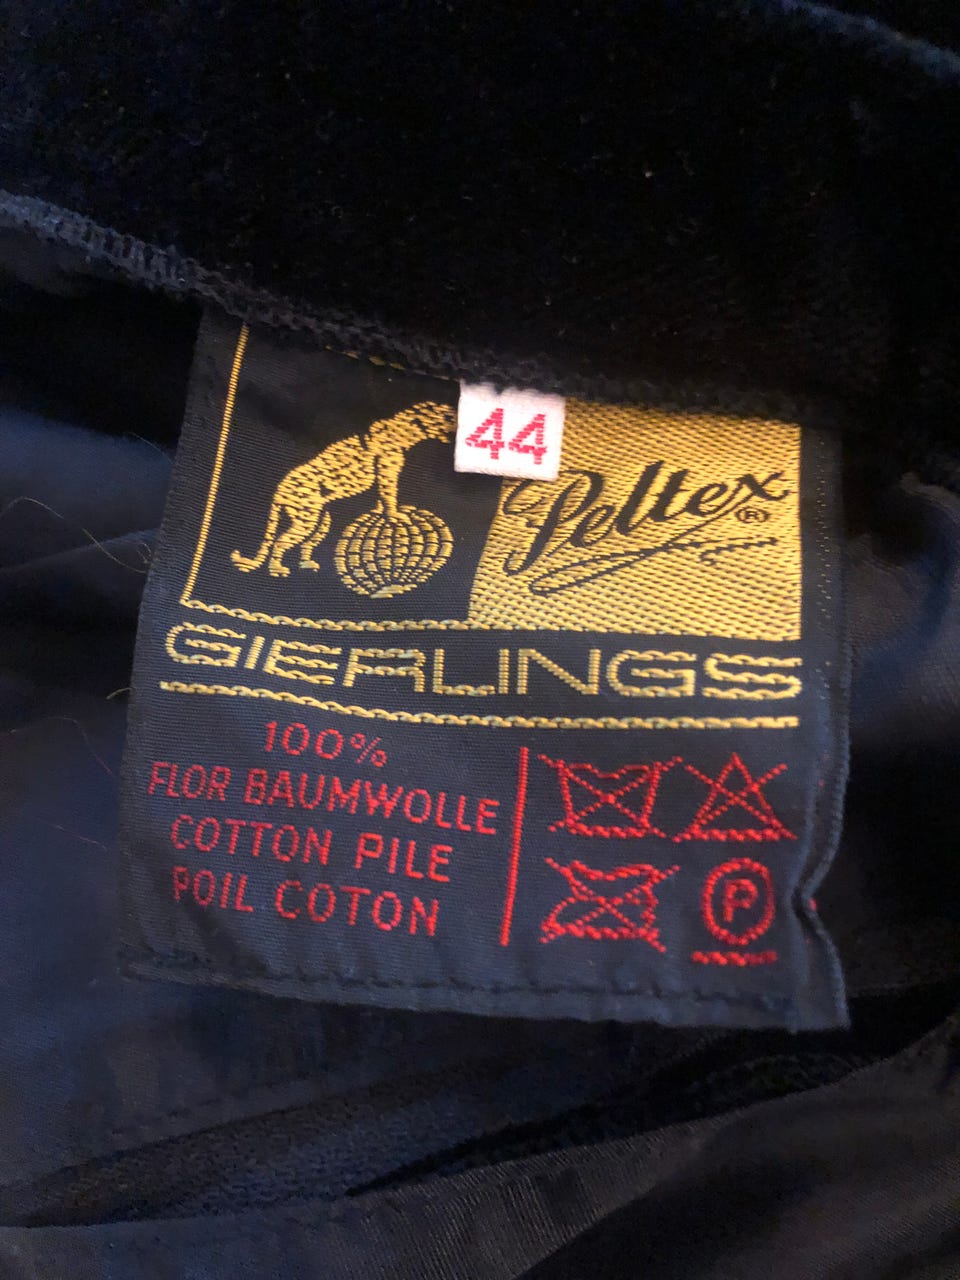 44
Peltex ®
GIERLINGS
100%
FLOR BAUMWOLLE
COTTON PILE
POIL COTON
P